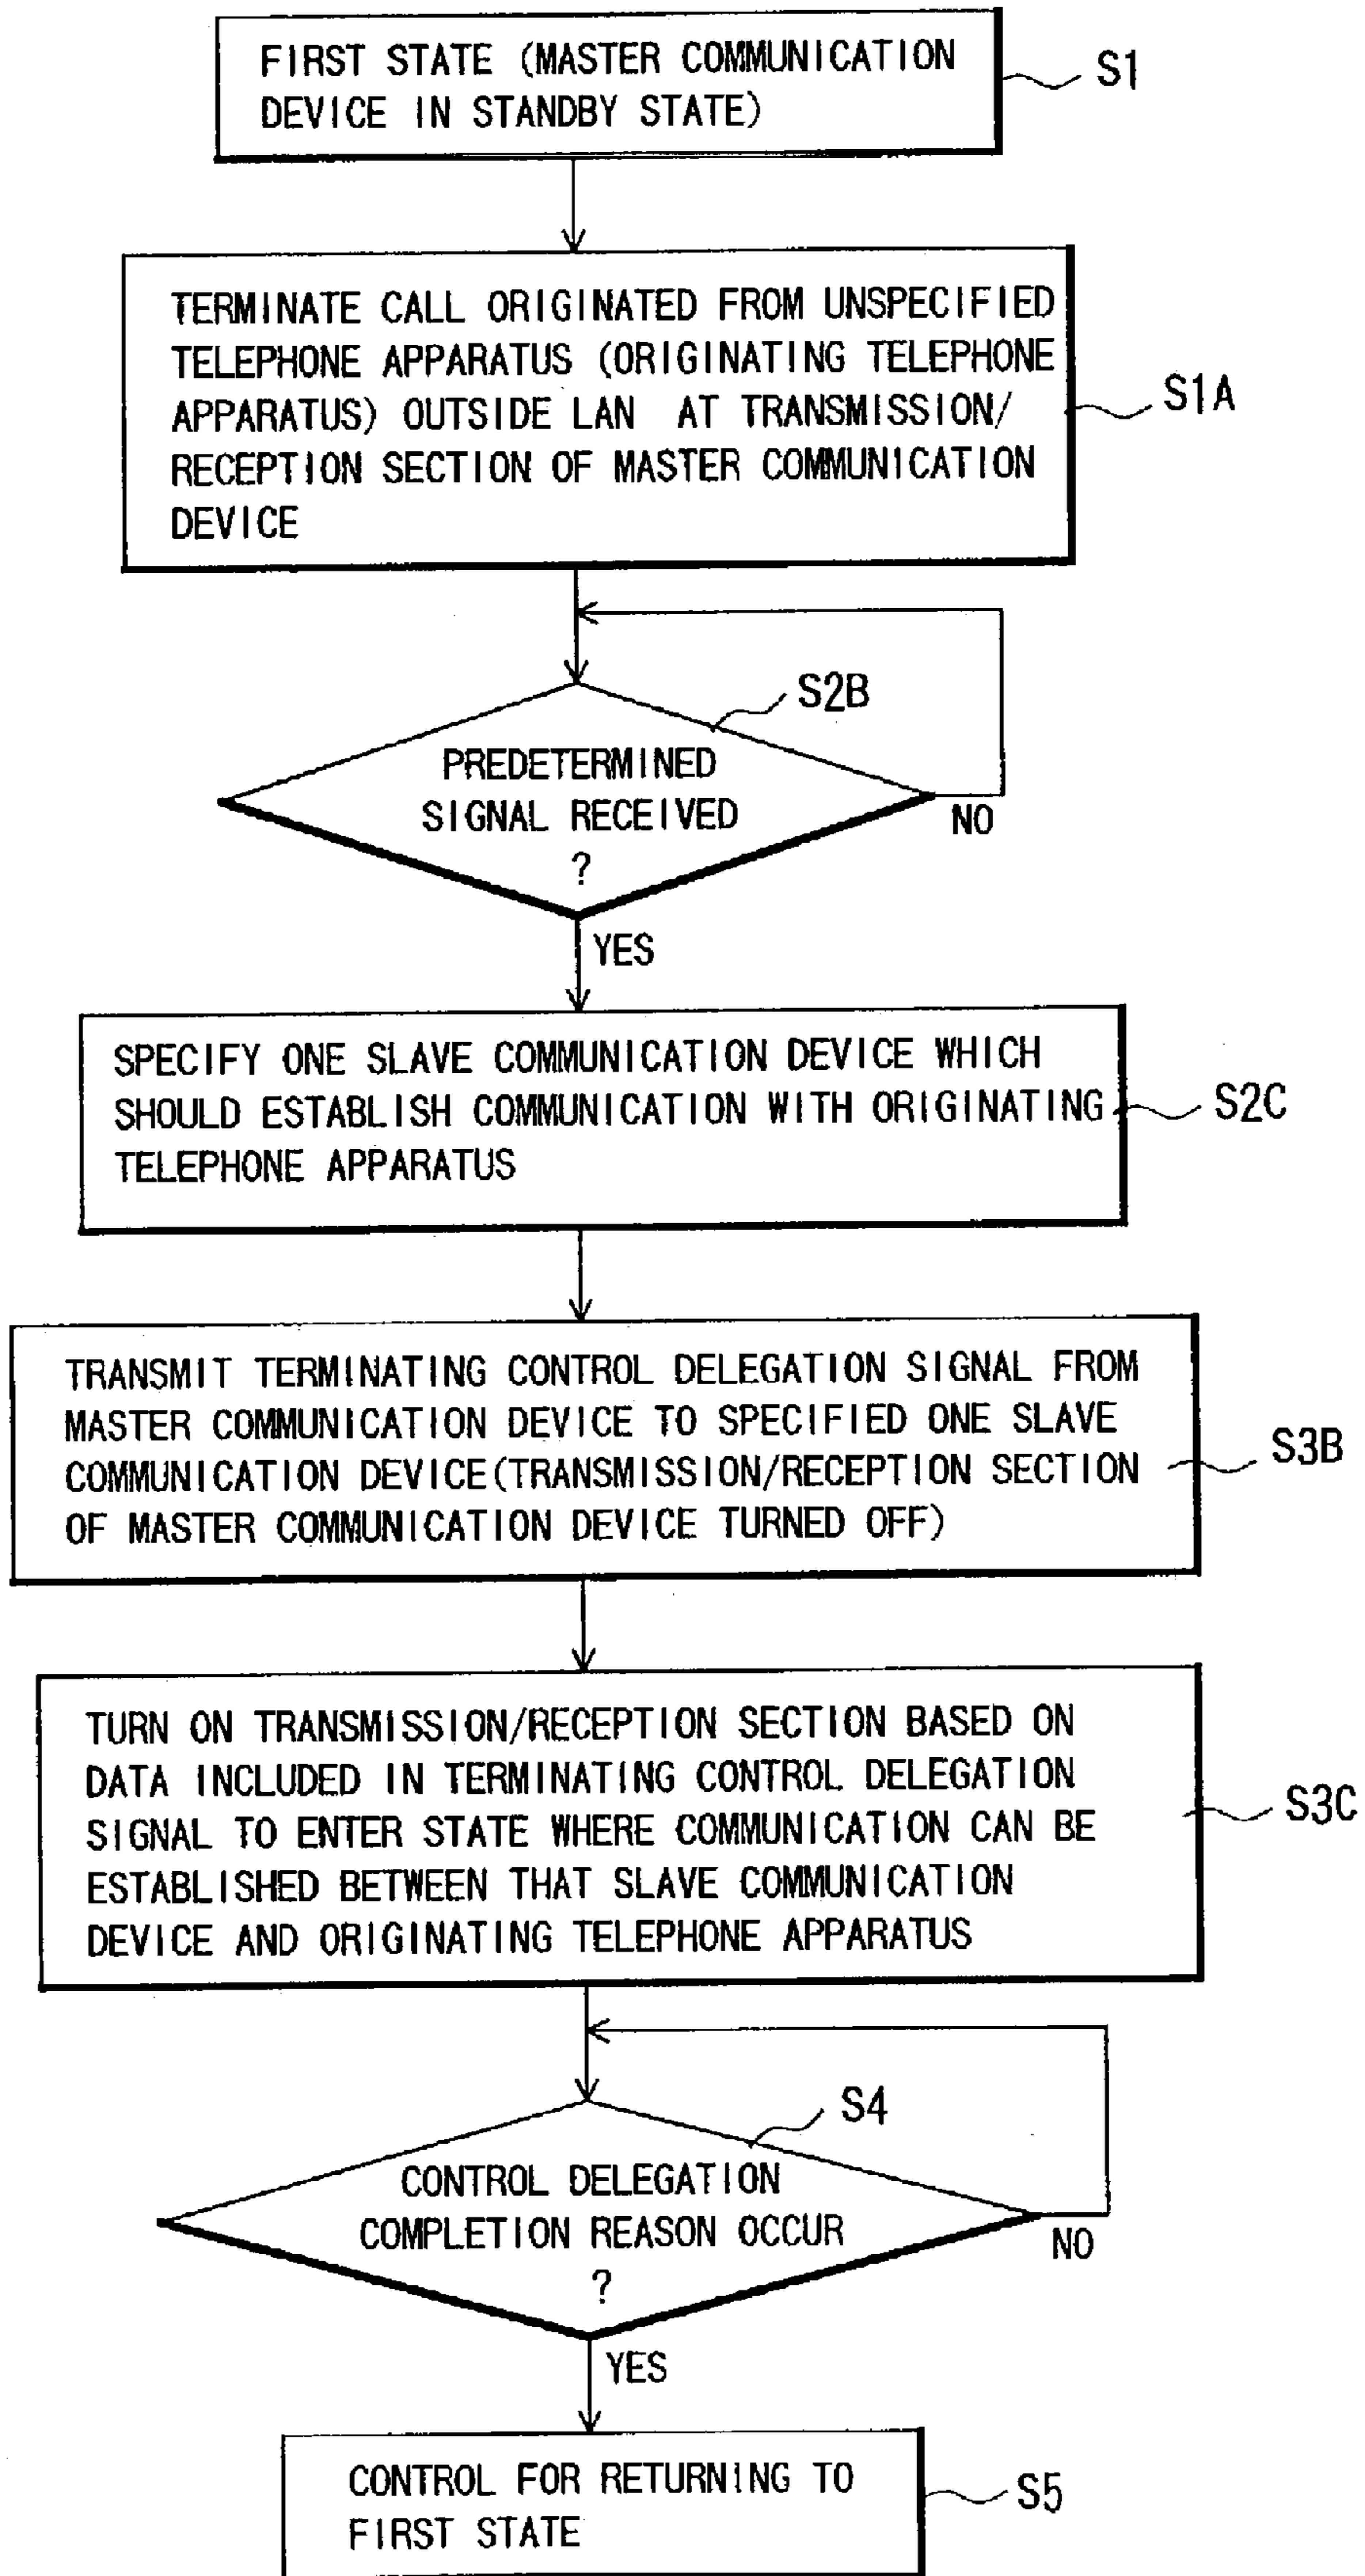 FIRST STATE (MASTER COMMUNICATION
DEVICE IN STANDBY STATE)
S1
TERMINATE CALL ORIGINATED FROM UNSPECIFIED
TELEPHONE APPARATUS (ORIGINATING TELEPHONE
APPARATUS) OUTSIDE LAN AT TRANSMISSION/
RECEPTION SECTION OF MASTER COMMUNICATION
DEVICE
S1A
S2B
PREDETERMINED
SIGNAL RECEIVED
?
NO
YES
SPECIFY ONE SLAVE COMMUNICATION DEVICE WHICH
SHOULD ESTABLISH COMMUNICATION WITH ORIGINATING
TELEPHONE APPARATUS
S2C
TRANSMIT TERMINATING CONTROL DELEGATION SIGNAL FROM
MASTER COMMUNICATION DEVICE TO SPECIFIED ONE SLAVE
COMMUNICATION DEVICE(TRANSMISSION/RECEPTION SECTION
OF MASTER COMMUNICATION DEVICE TURNED OFF)
S3B
TURN ON TRANSMISSION/RECEPTION SECTION BASED ON
DATA INCLUDED IN TERMINATING CONTROL DELEGATION
SIGNAL TO ENTER STATE WHERE COMMUNICATION CAN BE
ESTABLISHED BETWEEN THAT SLAVE COMMUNICATION
DEVICE AND ORIGINATING TELEPHONE APPARATUS
S3C
S4
CONTROL DELEGATION
COMPLETION REASON OCCUR
?
NO
YES
CONTROL FOR RETURNING TO
FIRST STATE
S5